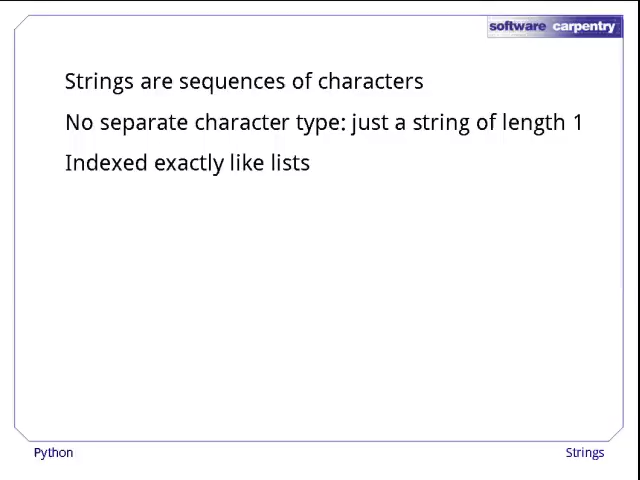 software carpentry
Strings are sequences of characters
No separate character type: just a string of length 1
Indexed exactly like lists
Python
Strings